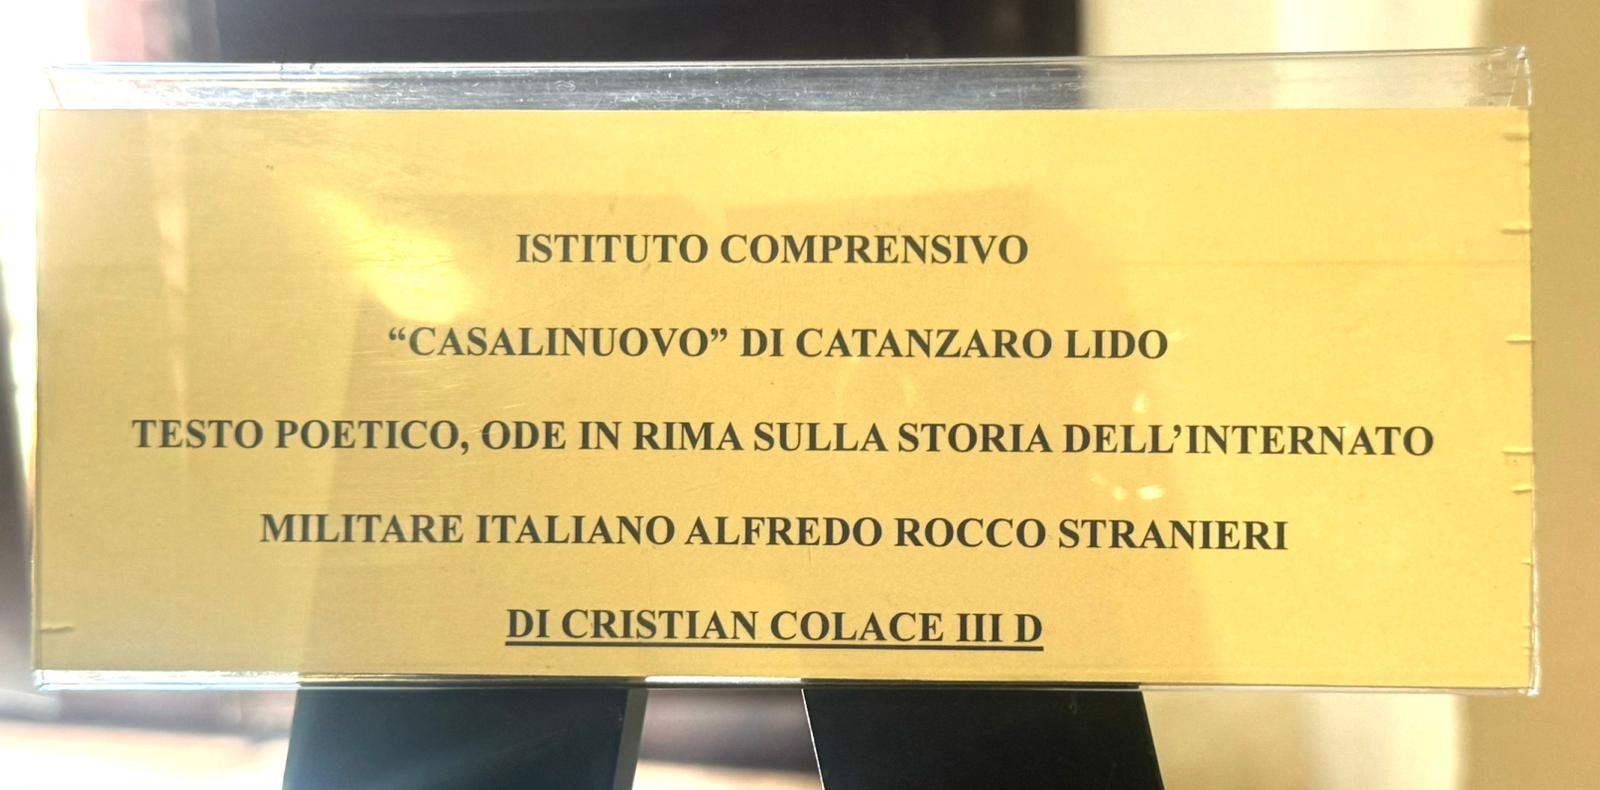 ISTITUTO COMPRENSIVO
“CASALINUOVO” DI CATANZARO LIDO
TESTO POETICO, ODE IN RIMA SULLA STORIA DELL’INTERNATO
MILITARE ITALIANO ALFREDO ROCCO STRANIERI
DI CRISTIAN COLACE III D